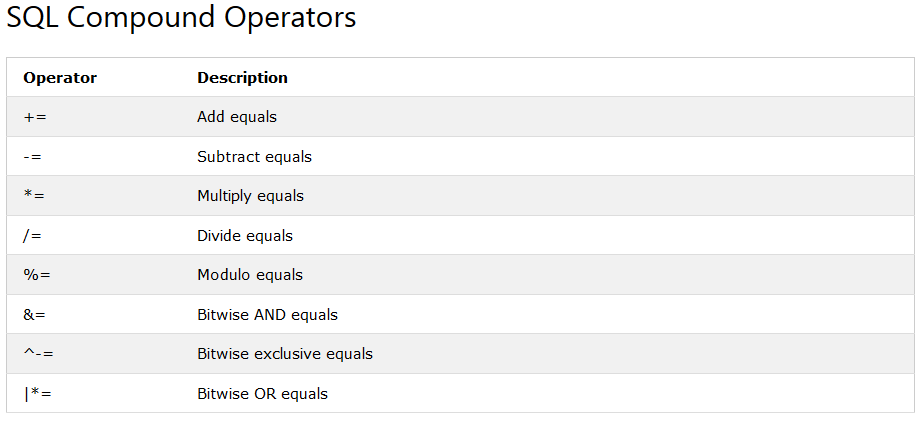 SQL Compound Operators
Operator Description
+= Add equals
-= Subtract equals
*= Multiply equals
/= Divide equals
%= Modulo equals
&= Bitwise AND equals
^-= Bitwise exclusive equals
|*= Bitwise OR equals